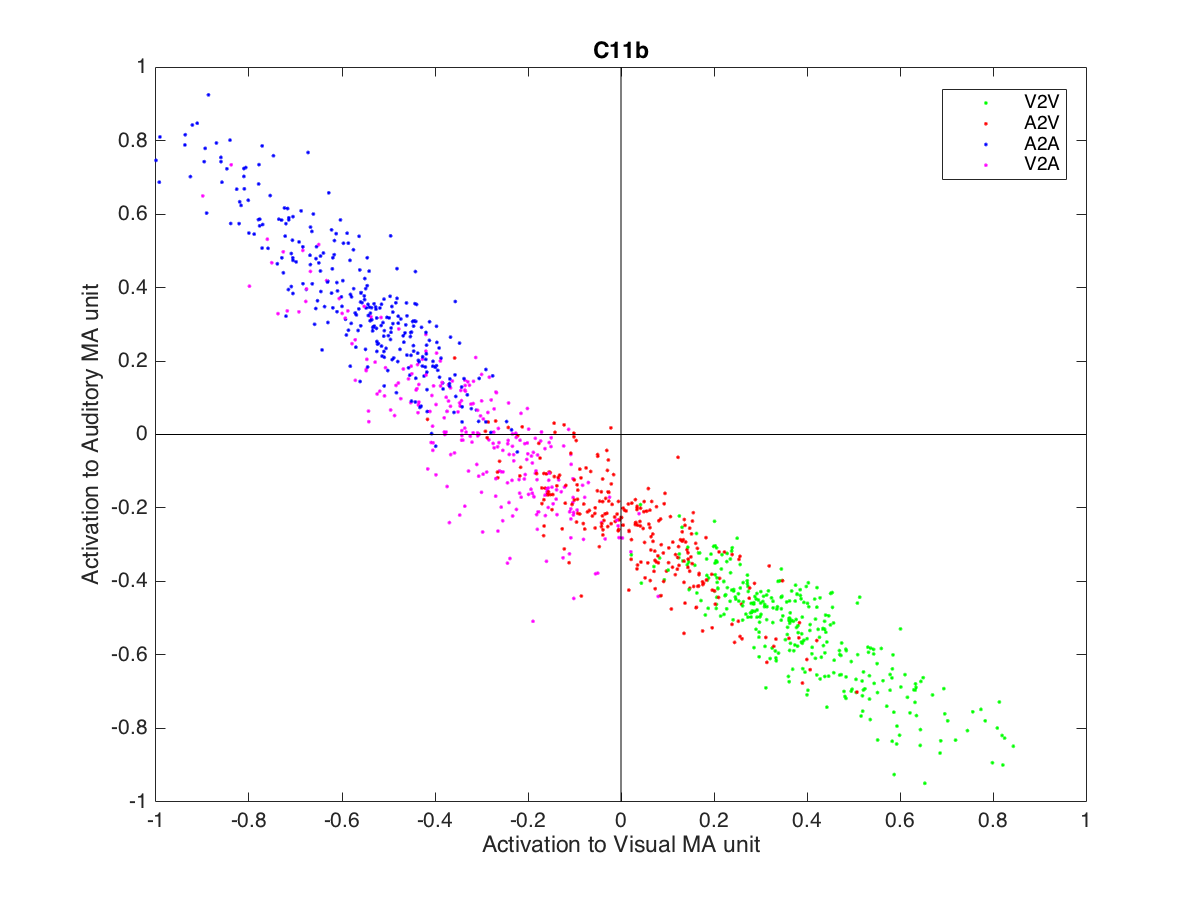 C11b
1
0.8
0.6
0.4
0.2
0
-0.2
-0.4
-0.6
-0.8
-1
Activation to Auditory MA unit
V2V
A2V
A2A
V2A
-1 -0.8 -0.6 -0.4 -0.2 0 0.2 0.4 0.6 0.8 1
Activation to Visual MA unit